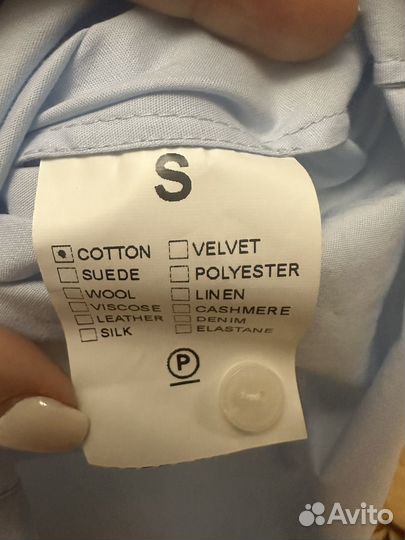 S
COTTON VELVET
SUEDE POLYESTER
WOOL LINEN
VISCOSE CASHMERE
LEATHER DENIM
SILK ELASTANE
P
Avito